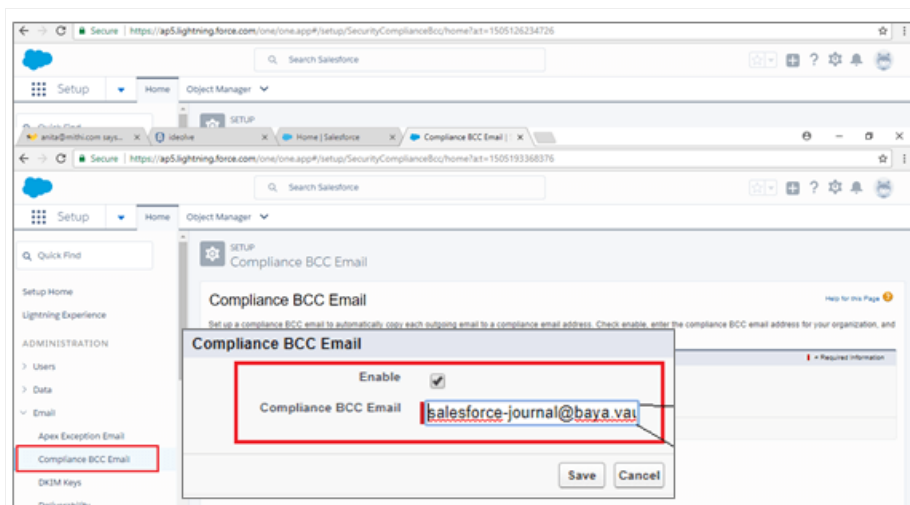 Secure | https://ap5.lightning.force.com/one/one.app#/setup/SecurityComplianceBcc/home?a:t=1505126234726
Search Salesforce
Setup Home Object Manager
Quick Find SETUP
anita@mithi.com says... ideolve Home | Salesforce Compliance BCC Email |
Secure | https://ap5.lightning.force.com/one/one.app#/setup/SecurityComplianceBcc/home?a:t=1505193368376
Search Salesforce
Setup Home Object Manager
Quick Find
SETUP
Compliance BCC Email
Setup Home
Lightning Experience
ADMINISTRATION
Users
Data
Email
Apex Exception Email
Compliance BCC Email
DKIM Keys
Deliverability
Compliance BCC Email
Help for this Page
Set up a compliance BCC email to automatically copy each outgoing email to a compliance email address. Check enable, enter the compliance BCC email address for your organization, and
= Required Information
Compliance BCC Email
Enable
Compliance BCC Email salesforce-journal@baya.vau
Save Cancel